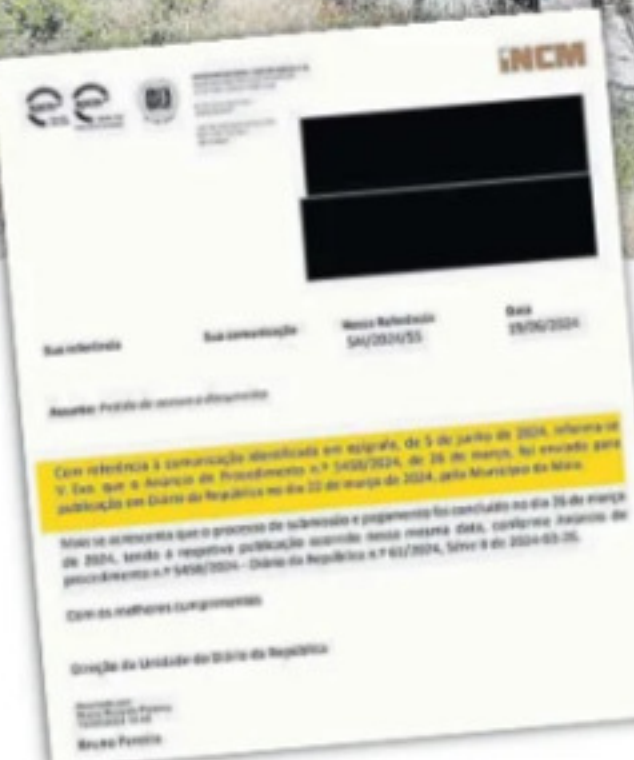 INCM
Sua referência
Sua comunicação
Nossa Referência
SAI/2024/55
Data
19/06/2024
Assunto: Pedido de acesso a documentos
Com referência à comunicação identificada em epígrafe, de 5 de junho de 2024, informa-se
V. Exa. que o Anúncio de Procedimento n.º 5458/2024, de 26 de março, foi enviado para
publicação em Diário da República no dia 22 de março de 2024, pelo Município da Maia.
Mais se acrescenta que o processo de submissão e pagamento foi concluído no dia 26 de março
de 2024, tendo a respetiva publicação ocorrido nessa mesma data, conforme Anúncio de
procedimento n.º 5458/2024 - Diário da República n.º 61/2024, Série II de 2024-03-26.
Com os melhores cumprimentos
Direção da Unidade do Diário da República
Bruno Pereira